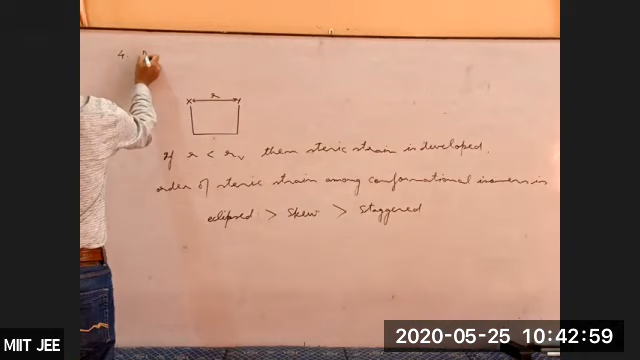 4.
x r y
if r < rv then steric strain is developed.
order of steric strain among conformational isomers is
eclipsed > skew > staggered
MIIT JEE
2020-05-25 10:42:59